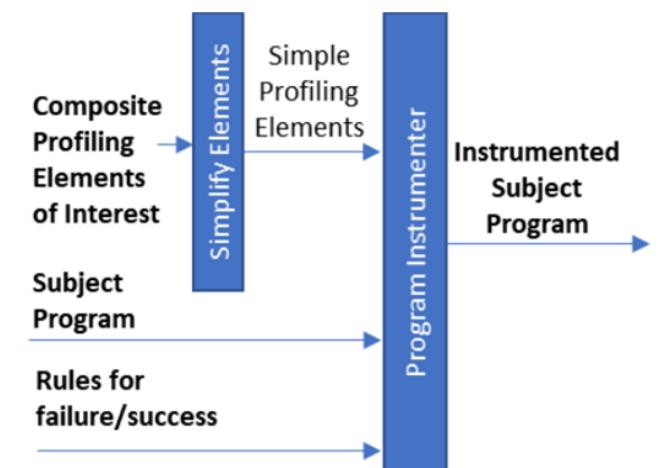 Composite
Profiling
Elements
of Interest
Simplify Elements
Simple
Profiling
Elements
Program Instrumenter
Instrumented
Subject
Program
Subject
Program
Rules for
failure/success